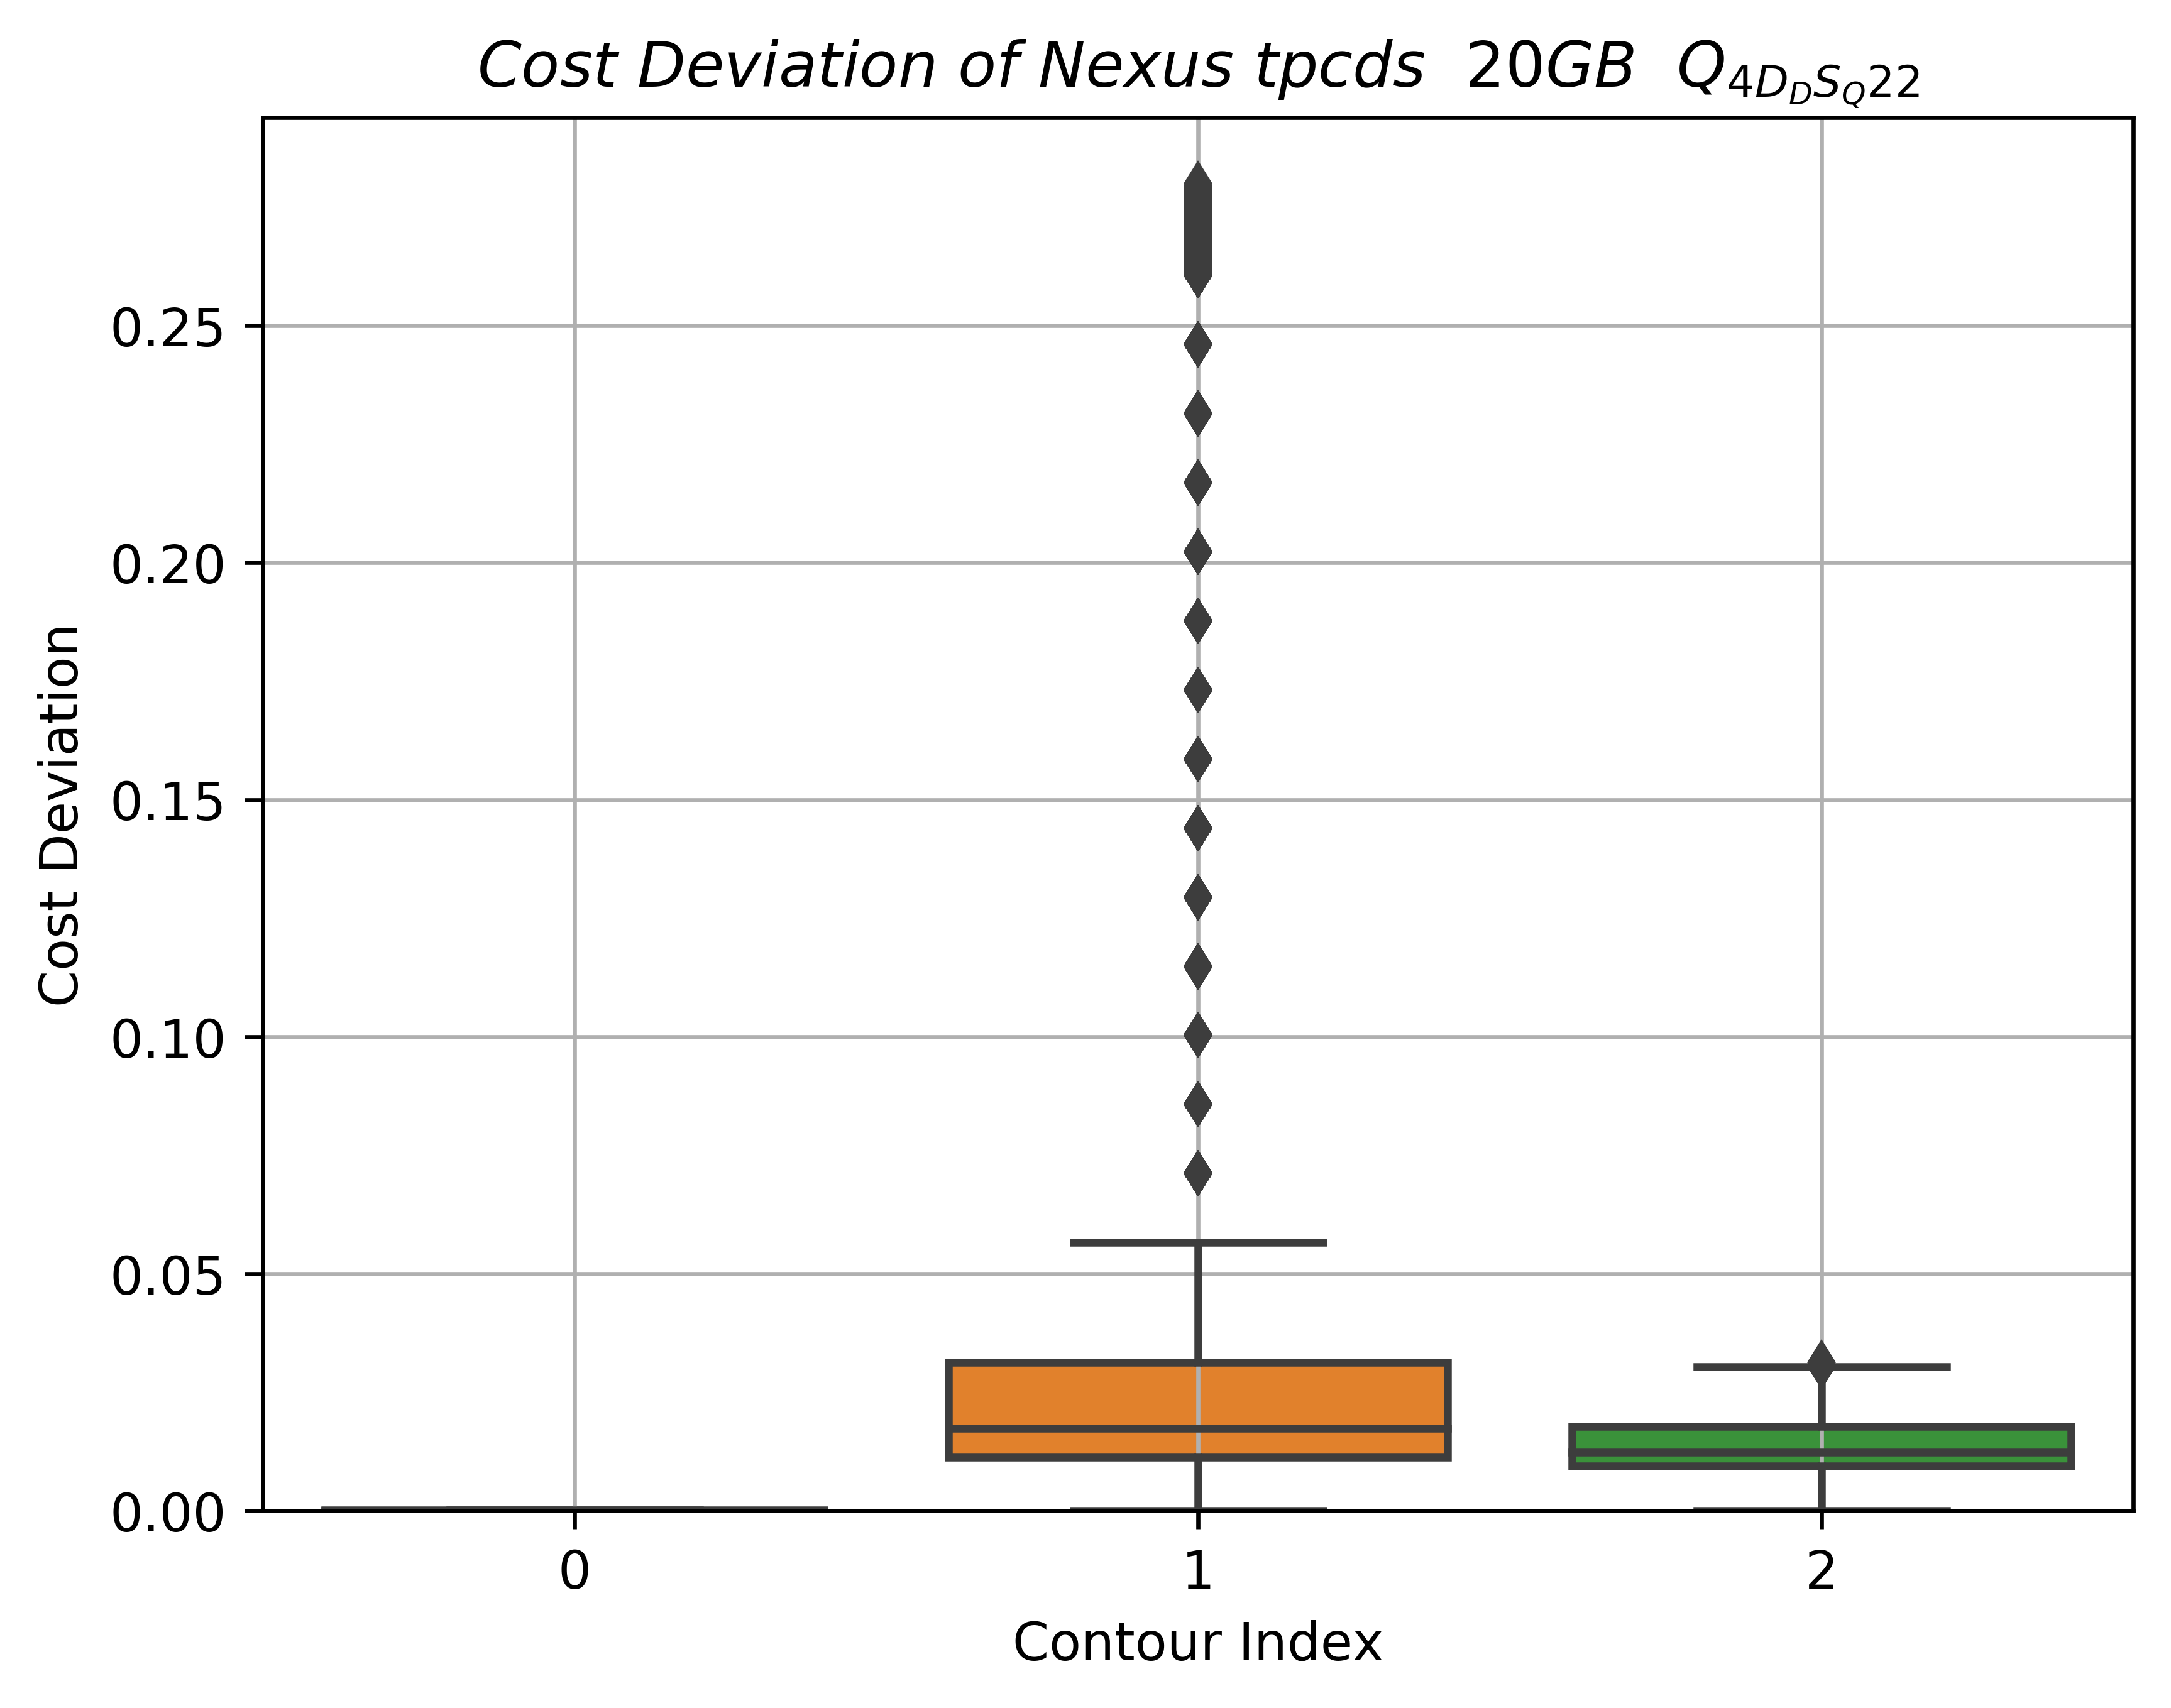 Cost Deviation of Nexus tpcds 20GB Q4DDSQ22
0.25
0.20
0.15
0.10
0.05
0.00
Cost Deviation
0 1 2
Contour Index